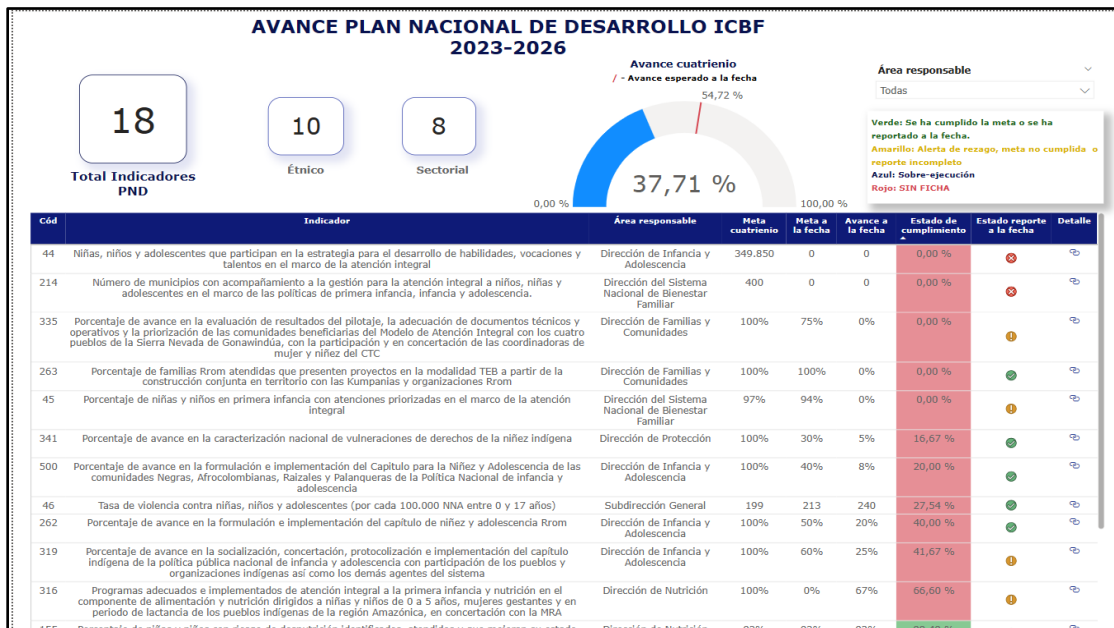 AVANCE PLAN NACIONAL DE DESARROLLO ICBF
2023-2026
18
Total Indicadores
PND
10
Étnico
8
Sectorial
Avance cuatrienio
/ - Avance esperado a la fecha
54,72 %
37,71 %
0,00 %
100,00 %
Área responsable
Todas
Verde: Se ha cumplido la meta o se ha
reportado a la fecha.
Amarillo: Alerta de rezago, meta no cumplida o
reporte incompleto
Azul: Sobre-ejecución
Rojo: SIN FICHA
Cód Indicador Área responsable Meta cuatrienio Meta a la fecha Avance a la fecha Estado de cumplimiento Estado reporte a la fecha Detalle
44 Niñas, niños y adolescentes que participan en la estrategia para el desarrollo de habilidades, vocaciones y Dirección de Infancia y 349.850 0 0 0,00 %
talentos en el marco de la atención integral Adolescencia
214 Número de municipios con acompañamiento a la gestión para la atención integral a niños, niñas y Dirección del Sistema 400 0 0 0,00 %
adolescentes en el marco de las políticas de primera infancia, infancia y adolescencia. Nacional de Bienestar
Familiar
335 Porcentaje de avance en la evaluación de resultados del pilotaje, la adecuación de documentos técnicos y Dirección de Familias y 100% 75% 0% 0,00 %
operativos y la priorización de las comunidades beneficiarias del Modelo de Atención Integral con los cuatro Comunidades
pueblos de la Sierra Nevada de Gonawindúa, con la participación y en concertación de las coordinadoras de
mujer y niñez del CTC
263 Porcentaje de familias Rrom atendidas que presenten proyectos en la modalidad TEB a partir de la Dirección de Familias y 100% 100% 0% 0,00 %
construcción conjunta en territorio con las Kumpanias y organizaciones Rrom Comunidades
45 Porcentaje de niñas y niños en primera infancia con atenciones priorizadas en el marco de la atención Dirección del Sistema 97% 94% 0% 0,00 %
integral Nacional de Bienestar
Familiar
341 Porcentaje de avance en la caracterización nacional de vulneraciones de derechos de la niñez indígena Dirección de Protección 100% 30% 5% 16,67 %
500 Porcentaje de avance en la formulación e implementación del Capitulo para la Niñez y Adolescencia de las Dirección de Infancia y 100% 40% 8% 20,00 %
comunidades Negras, Afrocolombianas, Raizales y Palanqueras de la Política Nacional de infancia y Adolescencia
adolescencia
46 Tasa de violencia contra niñas, niños y adolescentes (por cada 100.000 NNA entre 0 y 17 años) Subdirección General 199 213 240 27,54 %
262 Porcentaje de avance en la formulación e implementación del capítulo de niñez y adolescencia Rrom Dirección de Infancia y 100% 50% 20% 40,00 %
Adolescencia
319 Porcentaje de avance en la socialización, concertación, protocolización e implementación del capítulo Dirección de Infancia y 100% 60% 25% 41,67 %
indígena de la política pública nacional de infancia y adolescencia con participación de los pueblos y Adolescencia
organizaciones indígenas así como los demás agentes del sistema
316 Programas adecuados e implementados de atención integral a la primera infancia y nutrición en el Dirección de Nutrición 100% 0% 67% 66,60 %
componente de alimentación y nutrición dirigidos a niñas y niños de 0 a 5 años, mujeres gestantes y en
periodo de lactancia de los pueblos indígenas de la región Amazónica, en concertación con la MRA